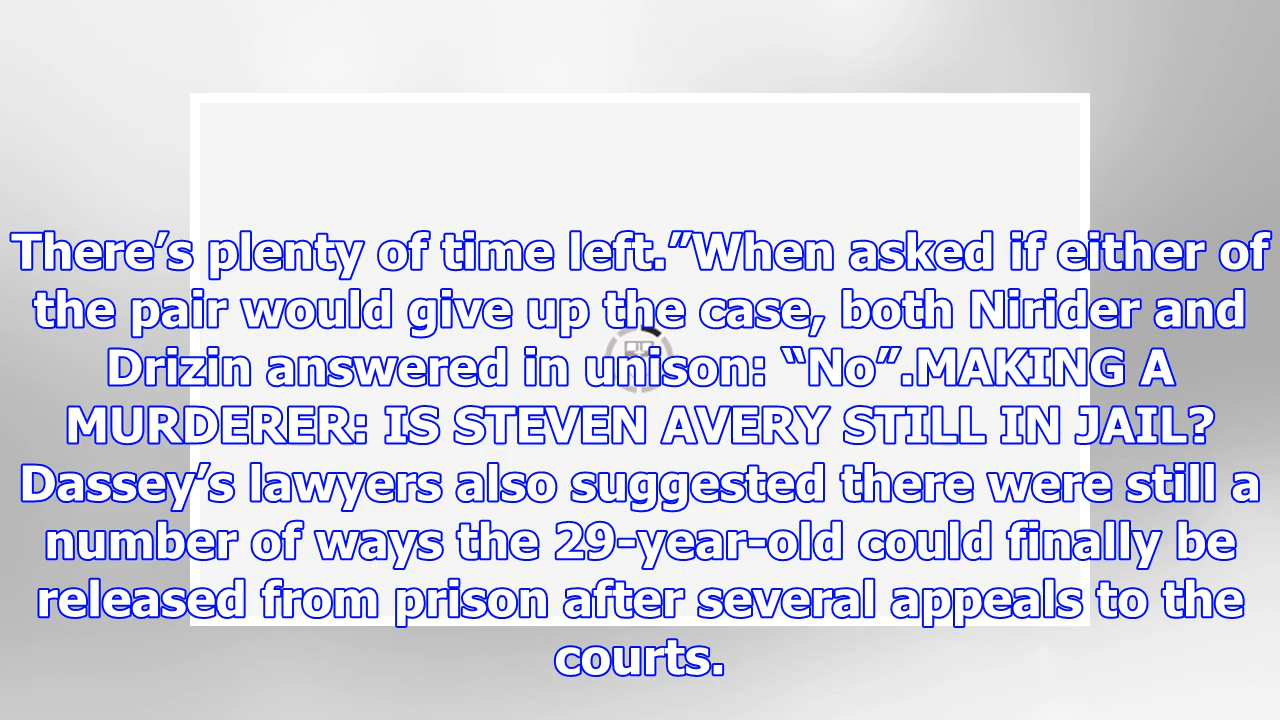 There’s plenty of time left.”When asked if either of
the pair would give up the case, both Nirider and
Drizin answered in unison: “No”.MAKING A
MURDERER: IS STEVEN AVERY STILL IN JAIL?
Dassey’s lawyers also suggested there were still a
number of ways the 29-year-old could finally be
released from prison after several appeals to the
courts.